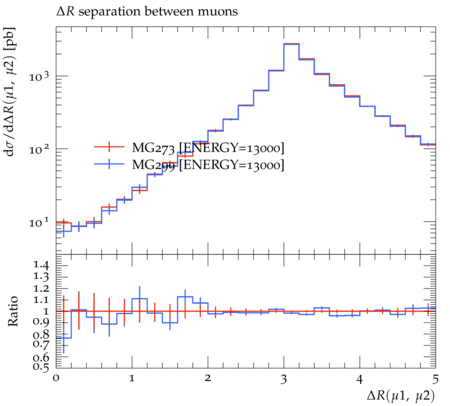 ΔR separation between muons
dσ/dΔR(μ1, μ2) [pb]
10³
10²
10¹
MG273 [ENERGY=13000]
MG299 [ENERGY=13000]
Ratio
1.4
1.3
1.2
1.1
1
0.9
0.8
0.7
0.6
0.5
0 1 2 3 4 5
ΔR(μ1, μ2)